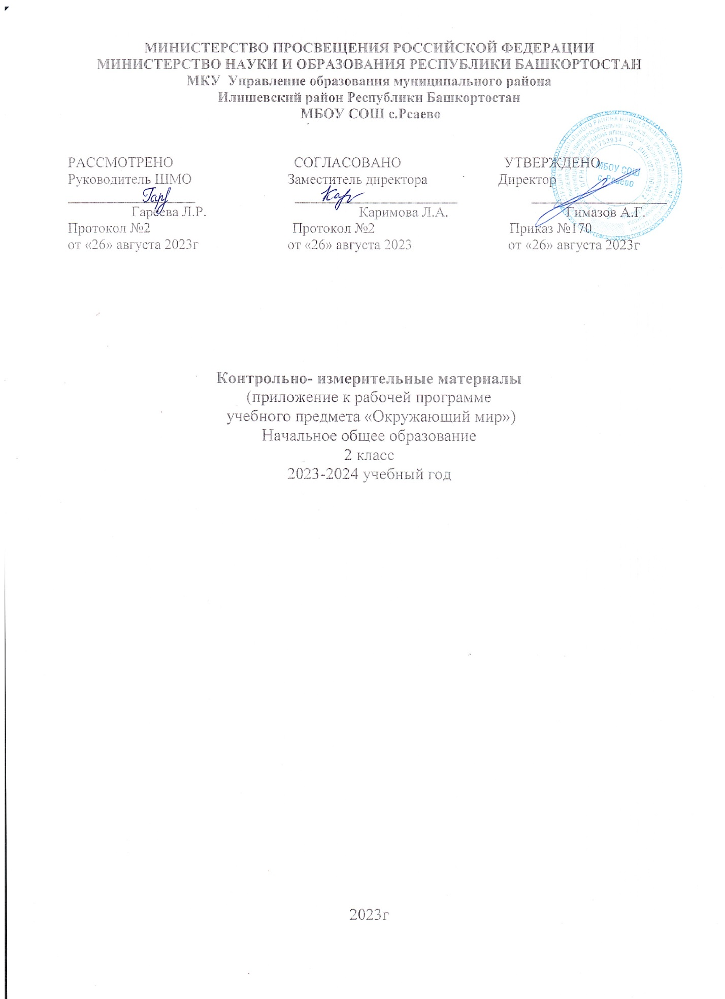 МИНИСТЕРСТВО ПРОСВЕЩЕНИЯ РОССИЙСКОЙ ФЕДЕРАЦИИ
МИНИСТЕРСТВО НАУКИ И ОБРАЗОВАНИЯ РЕСПУБЛИКИ БАШКОРТОСТАН
МКУ Управление образования муниципального района
Илишевский район Республики Башкортостан
МБОУ СОШ с.Рсаево
РАССМОТРЕНО СОГЛАСОВАНО УТВЕРЖДЕНО
Руководитель ШМО Заместитель директора Директор
Гареева Л.Р. Каримова Л.А. Гимазов А.Г.
Протокол №2 Протокол №2 Приказ №170
от «26» августа 2023г от «26» августа 2023 от «26» августа 2023г
МБОУ СОШ
с. Рсаево
Контрольно- измерительные материалы
(приложение к рабочей программе
учебного предмета «Окружающий мир»)
Начальное общее образование
2 класс
2023-2024 учебный год
2023г